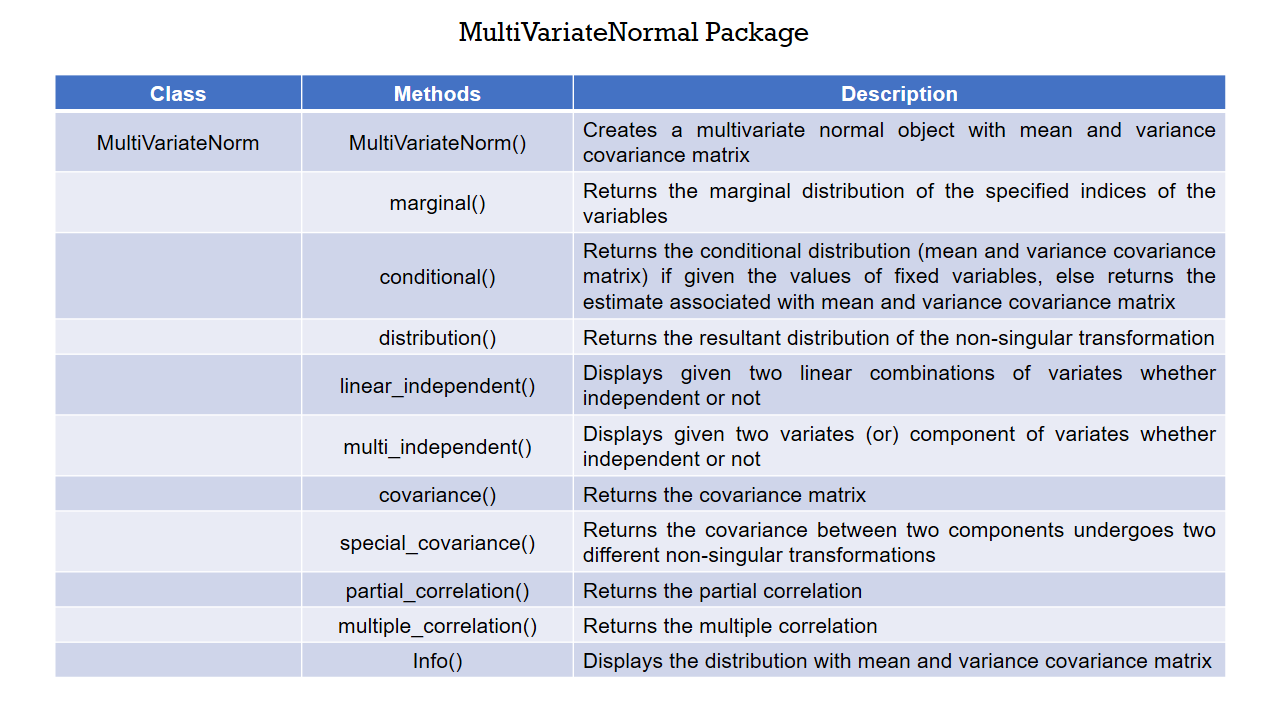 MultiVariateNormal Package
Class Methods Description
MultiVariateNorm MultiVariateNorm() Creates a multivariate normal object with mean and variance
covariance matrix
marginal() Returns the marginal distribution of the specified indices of the
variables
conditional() Returns the conditional distribution (mean and variance covariance
matrix) if given the values of fixed variables, else returns the
estimate associated with mean and variance covariance matrix
distribution() Returns the resultant distribution of the non-singular transformation
linear_independent() Displays given two linear combinations of variates whether
independent or not
multi_independent() Displays given two variates (or) component of variates whether
independent or not
covariance() Returns the covariance matrix
special_covariance() Returns the covariance between two components undergoes two
different non-singular transformations
partial_correlation() Returns the partial correlation
multiple_correlation() Returns the multiple correlation
Info() Displays the distribution with mean and variance covariance matrix